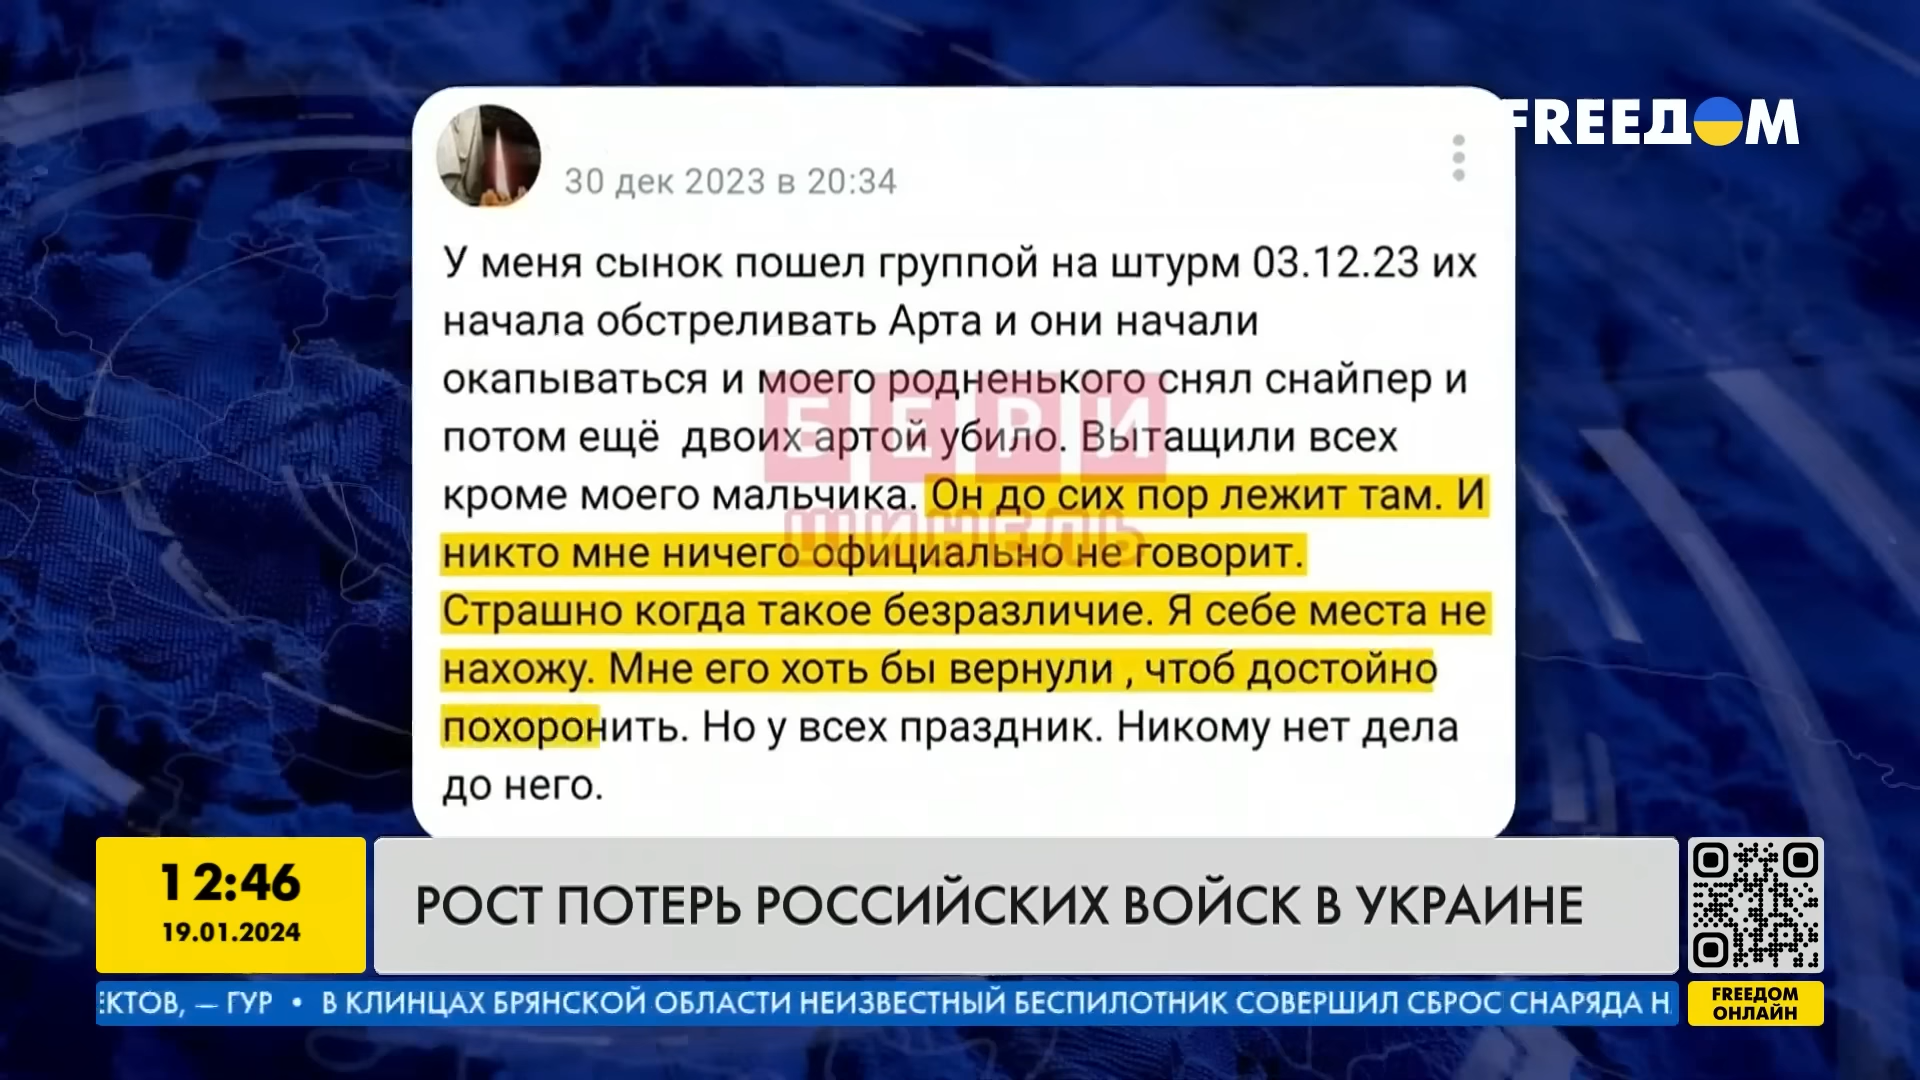 FREEДOM
30 дек 2023 в 20:34
У меня сынок пошел группой на штурм 03.12.23 их
начала обстреливать Арта и они начали
окапываться и моего родненького снял снайпер и
потом ещё двоих артой убило. Вытащили всех
кроме моего мальчика. Он до сих пор лежит там. И
никто мне ничего официально не говорит.
Страшно когда такое безразличие. Я себе места не
нахожу. Мне его хоть бы вернули , чтоб достойно
похоронить. Но у всех праздник. Никому нет дела
до него.
БЕРИ
ШИНЕЛЬ
12:46
19.01.2024
РОСТ ПОТЕРЬ РОССИЙСКИХ ВОЙСК В УКРАИНЕ
ЕКТОВ, — ГУР • В КЛИНЦАХ БРЯНСКОЙ ОБЛАСТИ НЕИЗВЕСТНЫЙ БЕСПИЛОТНИК СОВЕРШИЛ СБРОС СНАРЯДА Н
FREEДОМ
ОНЛАЙН